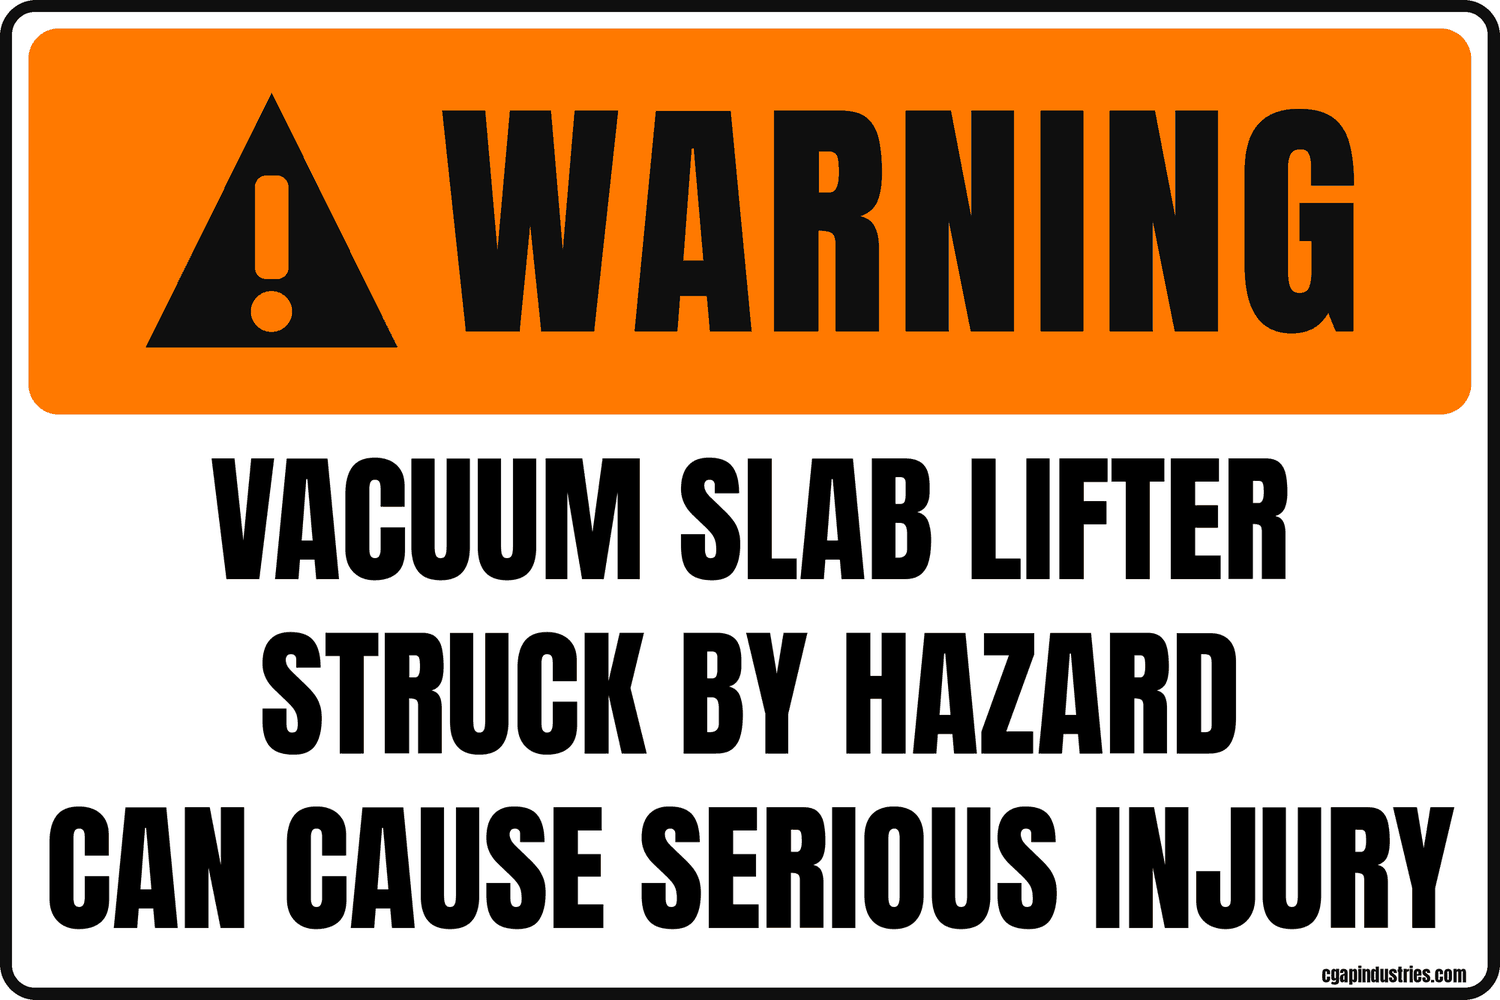 WARNING
VACUUM SLAB LIFTER
STRUCK BY HAZARD
CAN CAUSE SERIOUS INJURY
cgapindustries.com